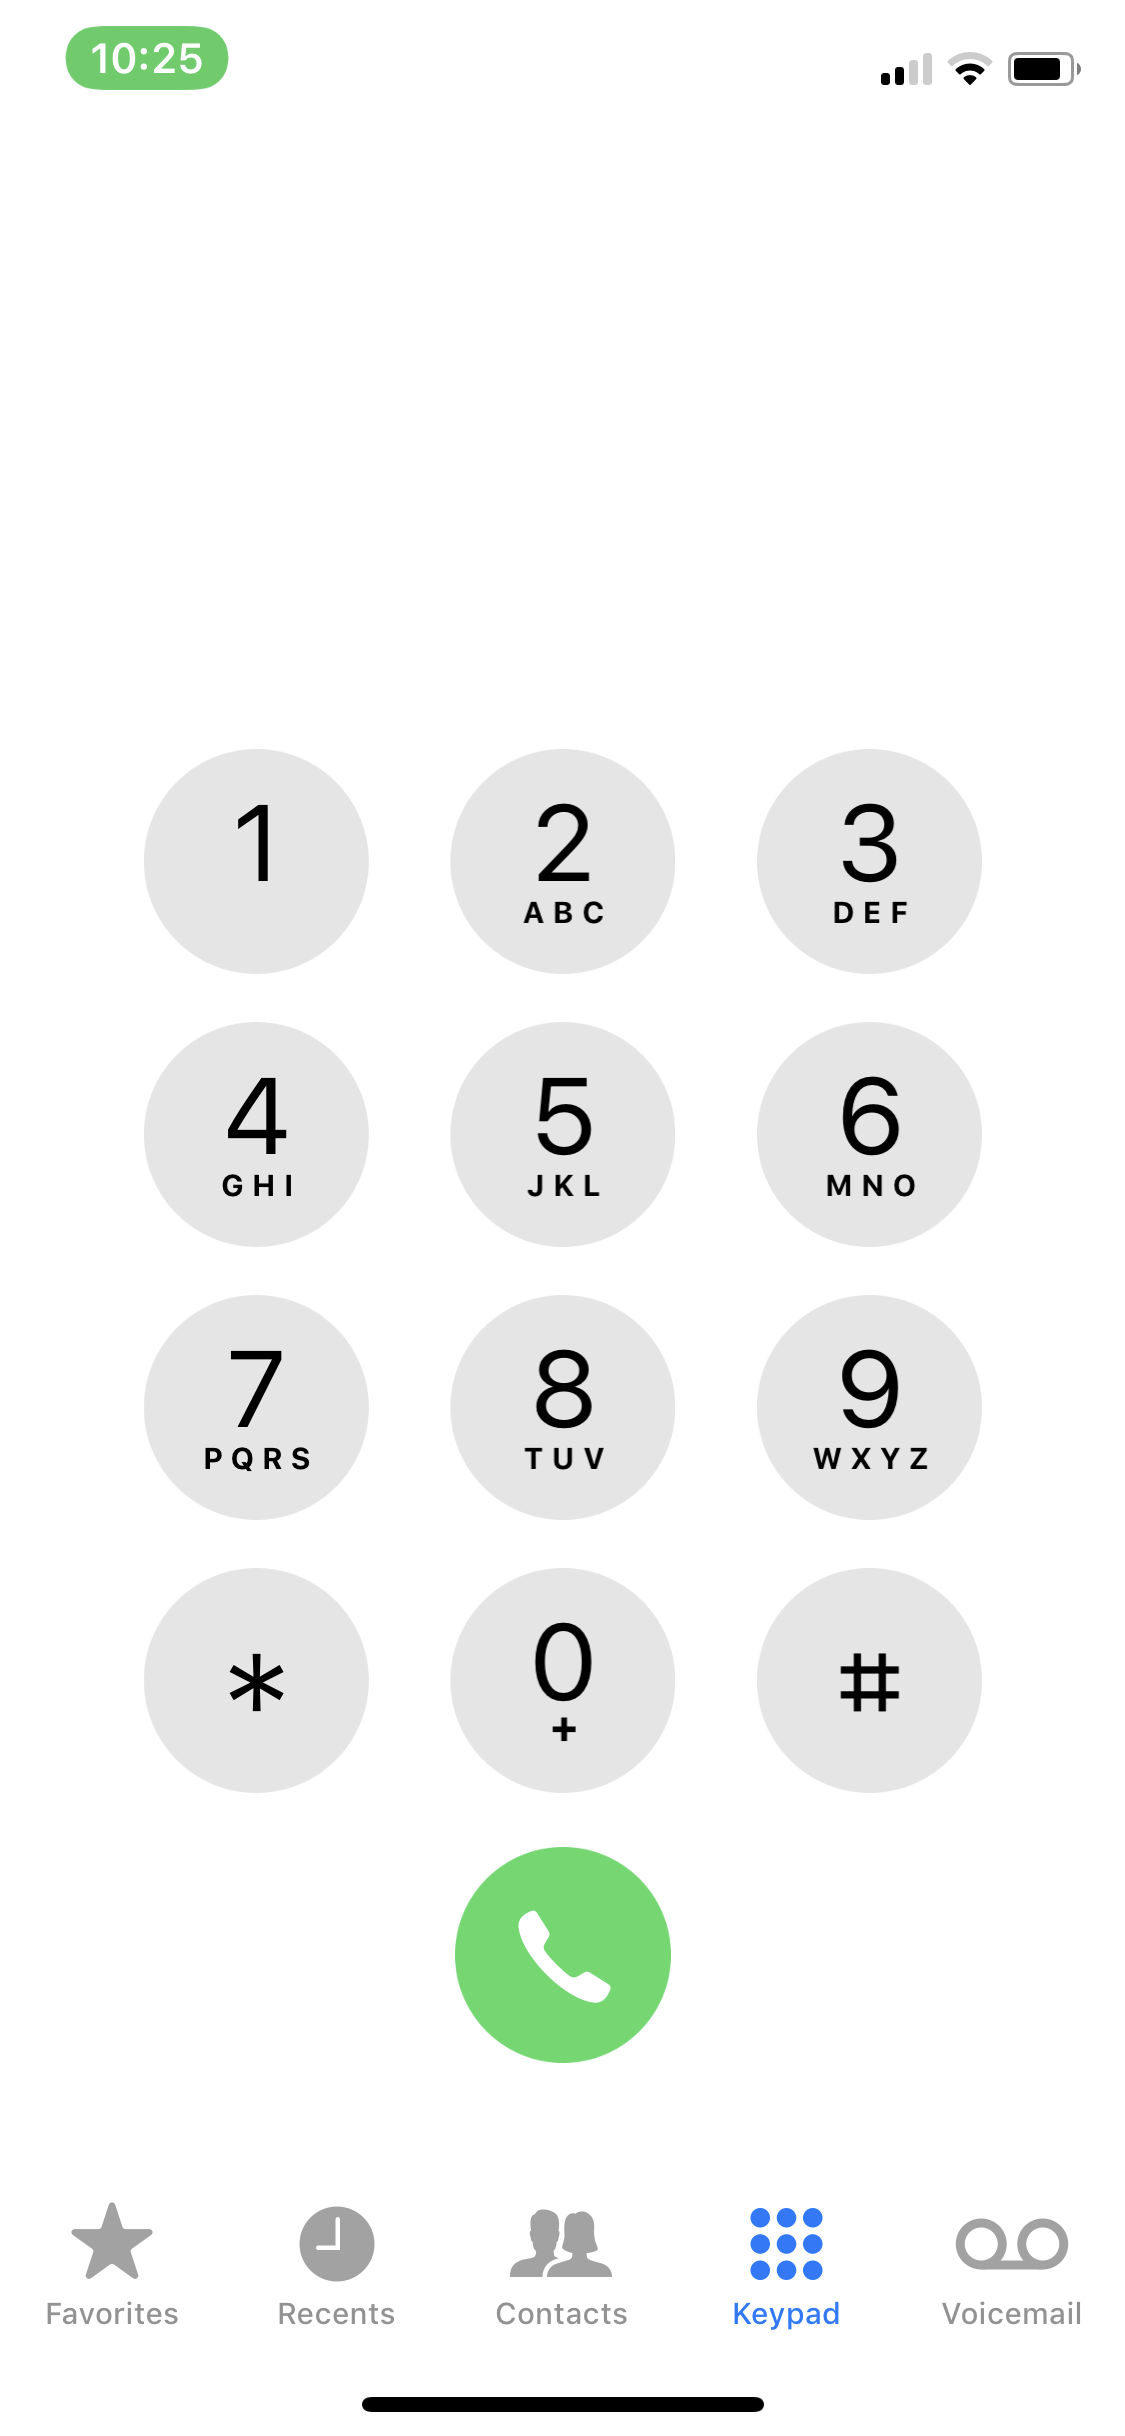 10:25
1 2 3
ABC DEF
4 5 6
GHI JKL MNO
7 8 9
PQRS TUV WXYZ
* 0 #
+
Favorites Recents Contacts Keypad Voicemail